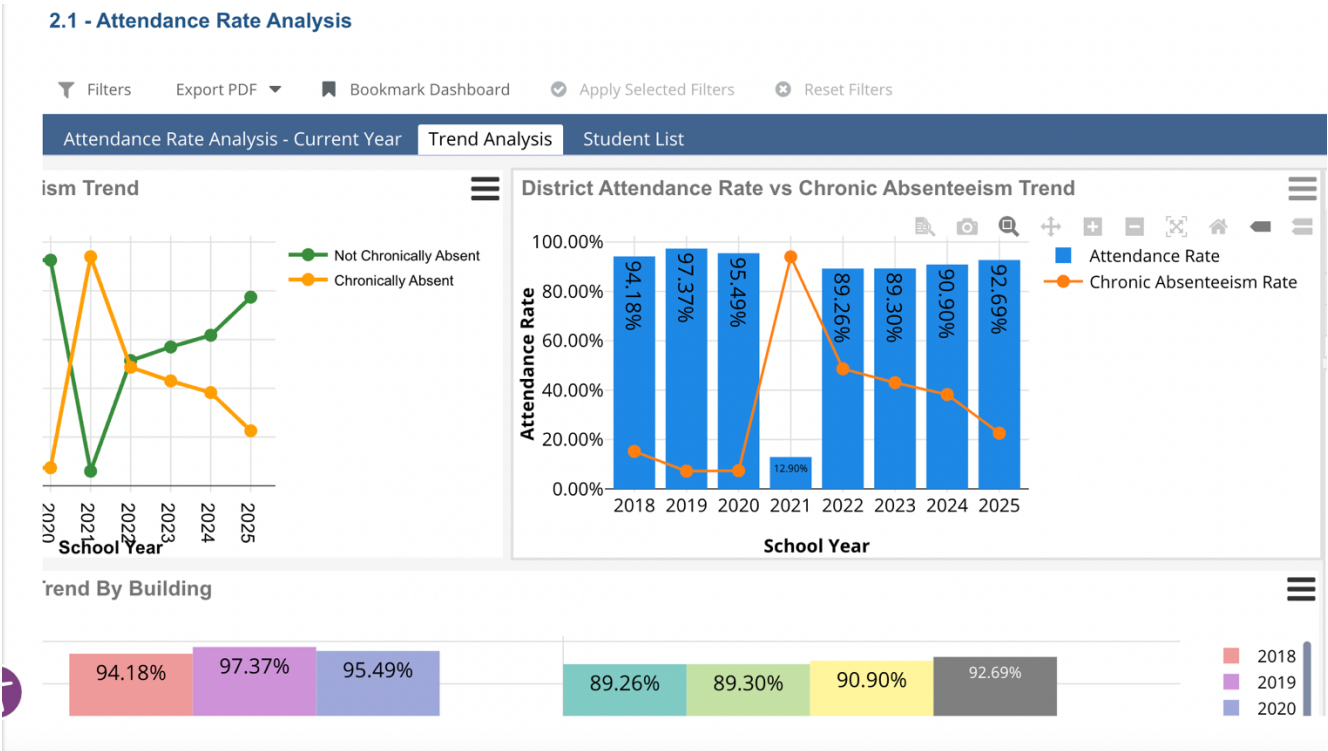 2.1 - Attendance Rate Analysis
Filters
Export PDF
Bookmark Dashboard
Apply Selected Filters
Reset Filters
Attendance Rate Analysis - Current Year
Trend Analysis
Student List
ism Trend
Not Chronically Absent
Chronically Absent
2020
2021
2022
2023
2024
2025
School Year
District Attendance Rate vs Chronic Absenteeism Trend
Attendance Rate
100.00%
80.00%
60.00%
40.00%
20.00%
0.00%
94.18%
97.37%
95.49%
12.90%
89.26%
89.30%
90.90%
92.69%
2018 2019 2020 2021 2022 2023 2024 2025
School Year
Attendance Rate
Chronic Absenteeism Rate
rend By Building
94.18%
97.37%
95.49%
89.26%
89.30%
90.90%
92.69%
2018
2019
2020